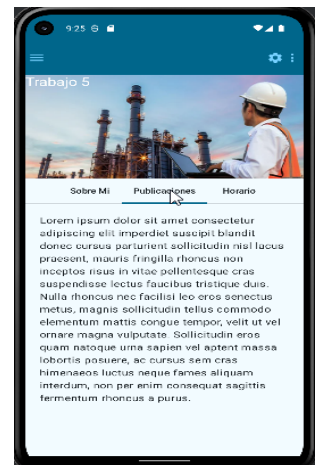 9:25
Trabajo 5
Sobre Mi Publicaciones Horario
Lorem ipsum dolor sit amet consectetur
adipiscing elit imperdiet suscipit blandit
donec cursus parturient sollicitudin nisl lacus
praesent, mauris fringilla rhoncus non
inceptos risus in vitae pellentesque cras
suspendisse lectus faucibus tristique duis.
Nulla rhoncus nec facilisi leo eros senectus
metus, magnis sollicitudin tellus commodo
elementum mattis congue tempor, velit ut vel
ornare magna vulputate. Sollicitudin eros
quam natoque urna sapien vel aptent massa
lobortis posuere, ac cursus sem cras
himenaeos luctus neque fames aliquam
interdum, non per enim consequat sagittis
fermentum rhoncus a purus.